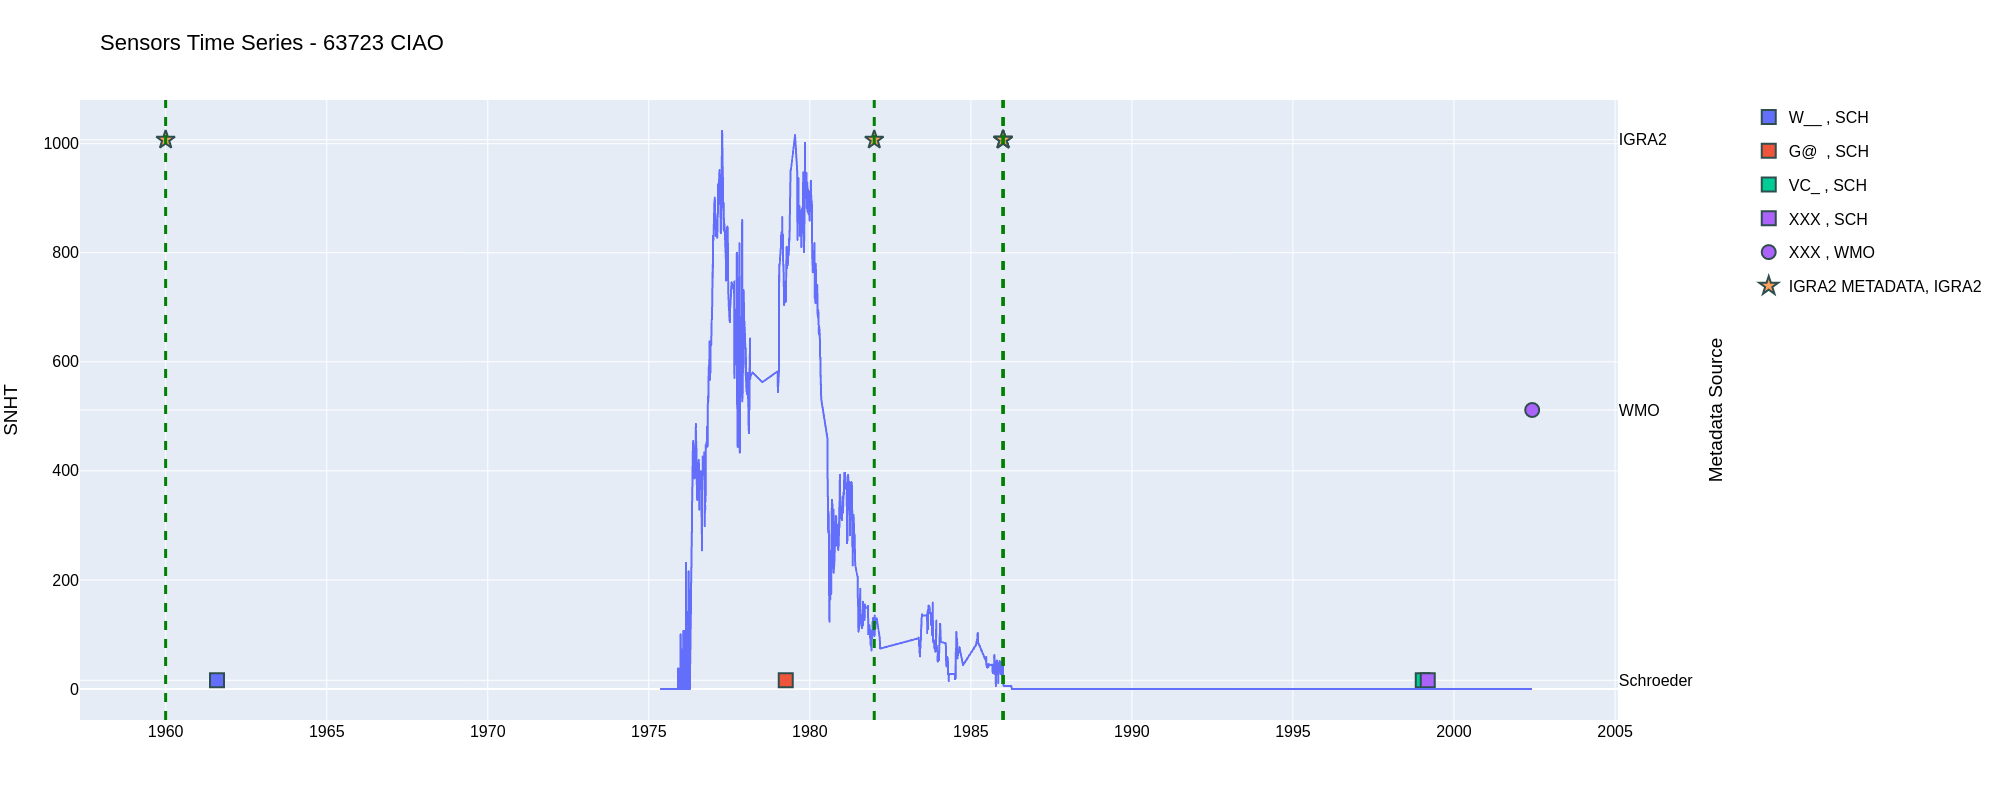 Sensors Time Series - 63723 CIAO
SNHT
1000
800
600
400
200
0
1960
1965
1970
1975
1980
1985
1990
1995
2000
2005
IGRA2
WMO
Schroeder
Metadata Source
W__ , SCH
G@  , SCH
VC_ , SCH
XXX , SCH
XXX , WMO
IGRA2 METADATA, IGRA2